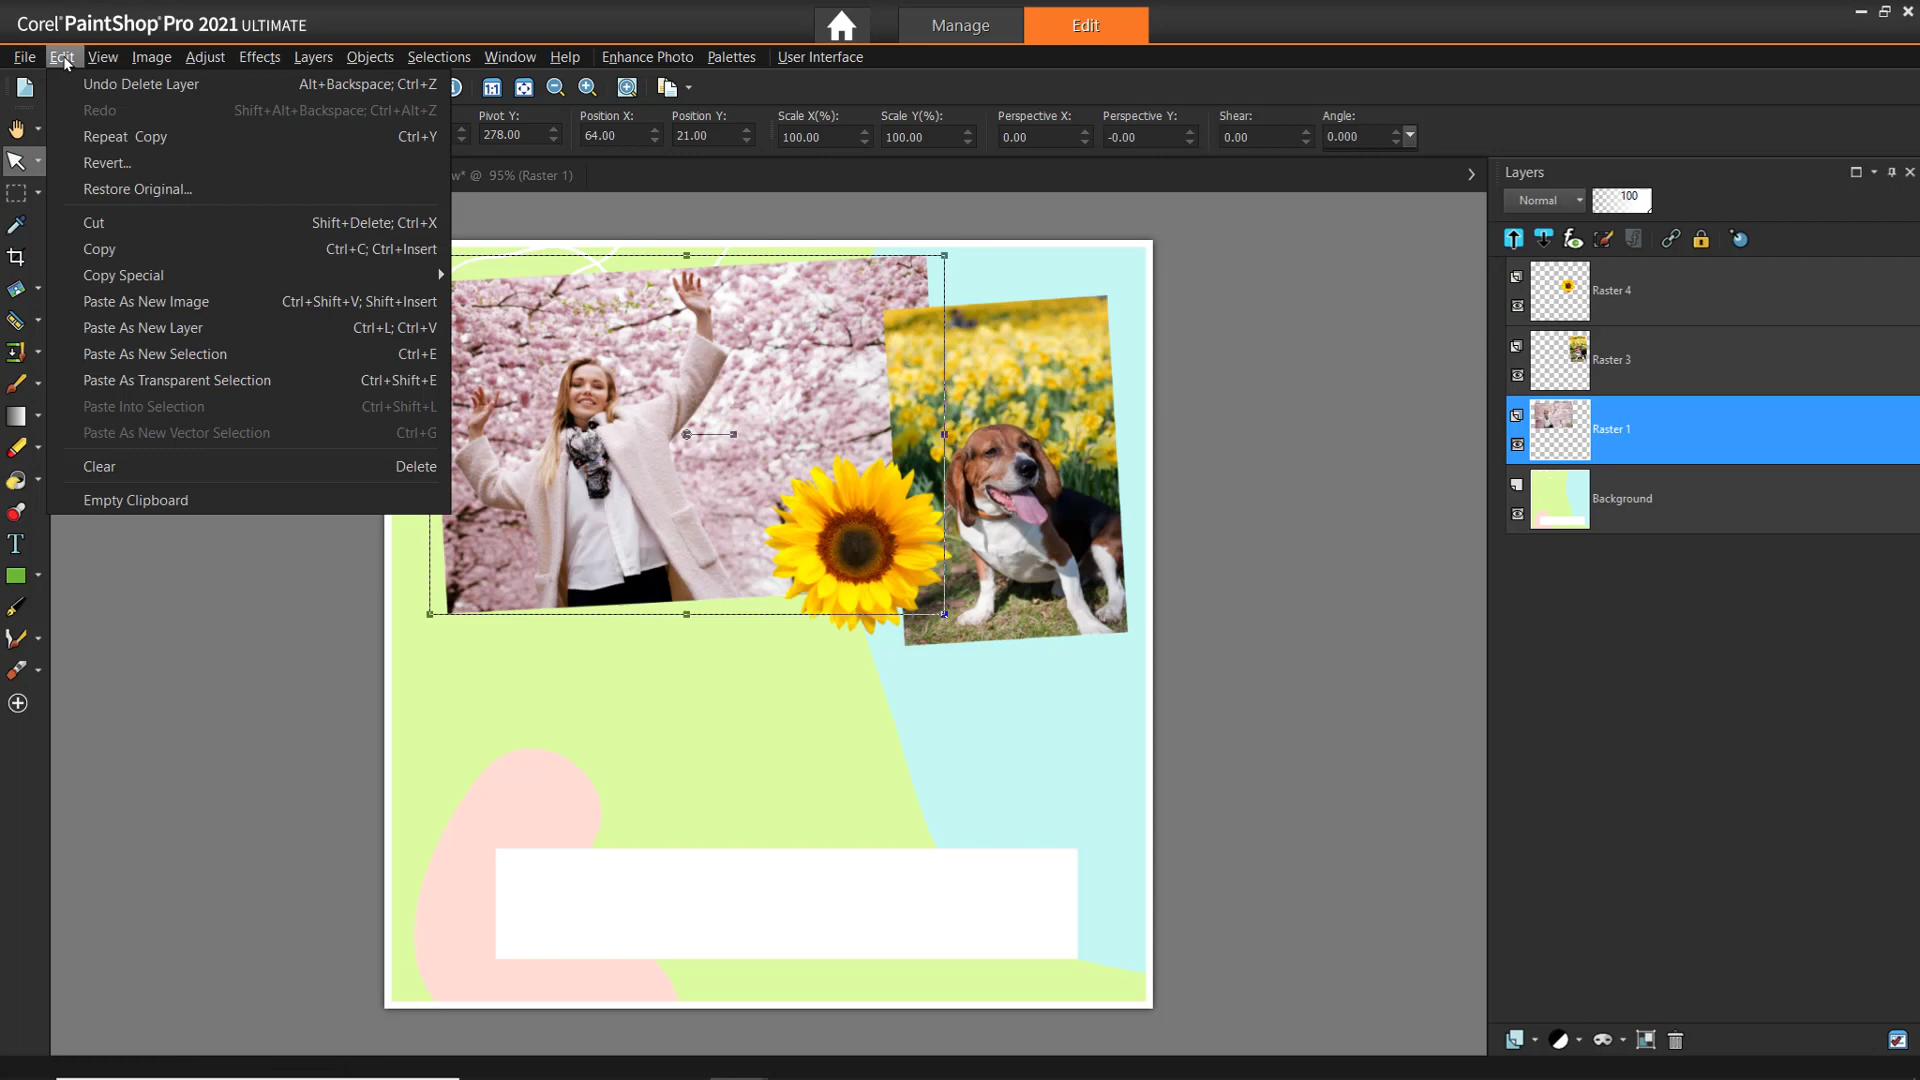 Corel PaintShop Pro 2021 ULTIMATE
Manage
Edit
File Edit View Image Adjust Effects Layers Objects Selections Window Help Enhance Photo Palettes User Interface
Undo Delete Layer Alt+Backspace; Ctrl+Z
Redo Shift+Alt+Backspace; Ctrl+Alt+Z
Repeat Copy Ctrl+Y
Revert...
Restore Original...
Cut Shift+Delete; Ctrl+X
Copy Ctrl+C; Ctrl+Insert
Copy Special
Paste As New Image Ctrl+Shift+V; Shift+Insert
Paste As New Layer Ctrl+L; Ctrl+V
Paste As New Selection Ctrl+E
Paste As Transparent Selection Ctrl+Shift+E
Paste Into Selection Ctrl+Shift+L
Paste As New Vector Selection Ctrl+G
Clear Delete
Empty Clipboard
1:1
Pivot Y: Position X: Position Y: Scale X(%): Scale Y(%): Perspective X: Perspective Y: Shear: Angle:
278.00 64.00 21.00 100.00 100.00 0.00 -0.00 0.00 0.000
w* @ 95% (Raster 1)
Layers
Normal 100
Raster 4
Raster 3
Raster 1
Background